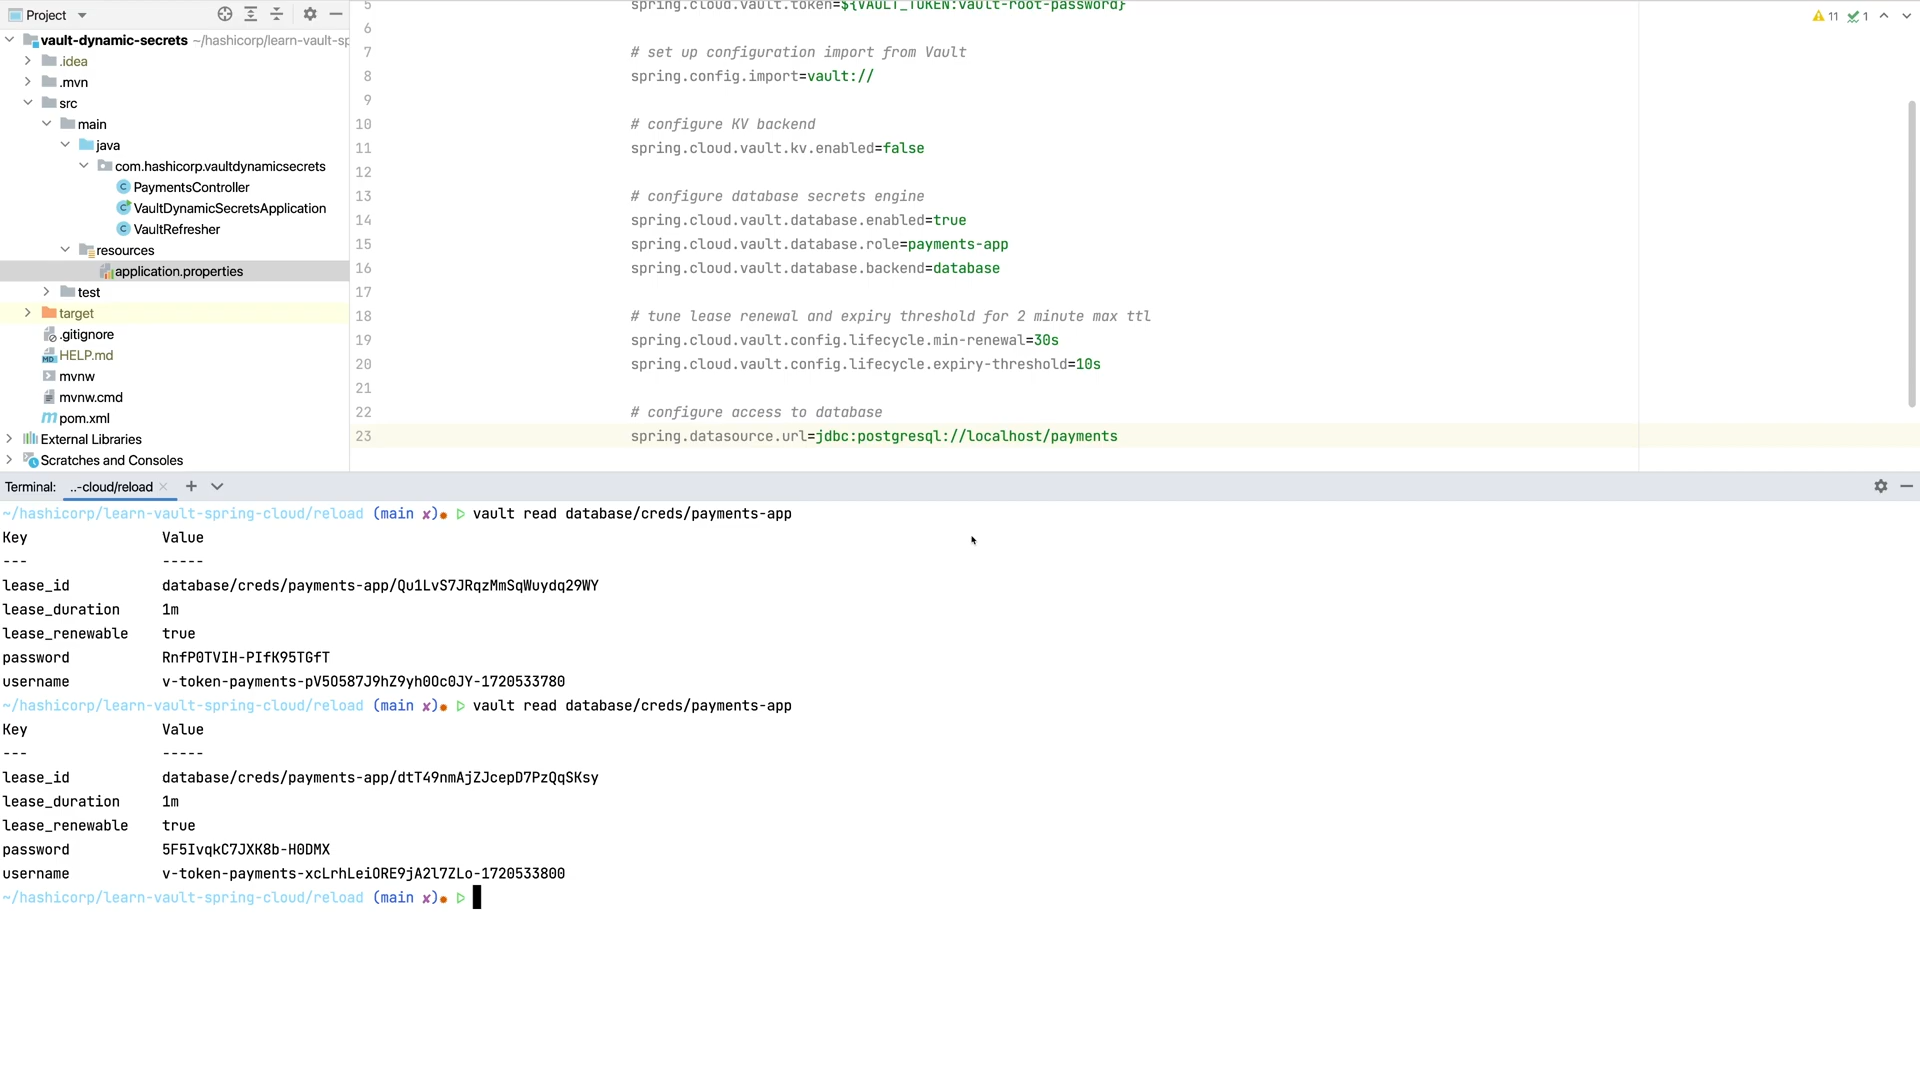 Project
vault-dynamic-secrets ~/hashicorp/learn-vault-sp
.idea
.mvn
src
main
java
com.hashicorp.vaultdynamicsecrets
PaymentsController
VaultDynamicSecretsApplication
VaultRefresher
resources
application.properties
test
target
.gitignore
HELP.md
mvnw
mvnw.cmd
pom.xml
External Libraries
Scratches and Consoles
11 1
5 spring.cloud.vault.token=${VAULT_TOKEN:vault-root-password}
6
7 # set up configuration import from Vault
8 spring.config.import=vault://
9
10 # configure KV backend
11 spring.cloud.vault.kv.enabled=false
12
13 # configure database secrets engine
14 spring.cloud.vault.database.enabled=true
15 spring.cloud.vault.database.role=payments-app
16 spring.cloud.vault.database.backend=database
17
18 # tune lease renewal and expiry threshold for 2 minute max ttl
19 spring.cloud.vault.config.lifecycle.min-renewal=30s
20 spring.cloud.vault.config.lifecycle.expiry-threshold=10s
21
22 # configure access to database
23 spring.datasource.url=jdbc:postgresql://localhost/payments
Terminal: ..-cloud/reload
~/hashicorp/learn-vault-spring-cloud/reload (main ✘) ▷ vault read database/creds/payments-app
Key Value
--- -----
lease_id database/creds/payments-app/Qu1LvS7JRqzMmSqWuydq29WY
lease_duration 1m
lease_renewable true
password RnfP0TVIH-PIfK95TGfT
username v-token-payments-pV5O587J9hZ9yh0Oc0JY-1720533780
~/hashicorp/learn-vault-spring-cloud/reload (main ✘) ▷ vault read database/creds/payments-app
Key Value
--- -----
lease_id database/creds/payments-app/dtT49nmAjZJcepD7PzQqSKsy
lease_duration 1m
lease_renewable true
password 5F5IvqkC7JXK8b-H0DMX
username v-token-payments-xcLrhLeiORE9jA2l7ZLo-1720533800
~/hashicorp/learn-vault-spring-cloud/reload (main ✘) ▷